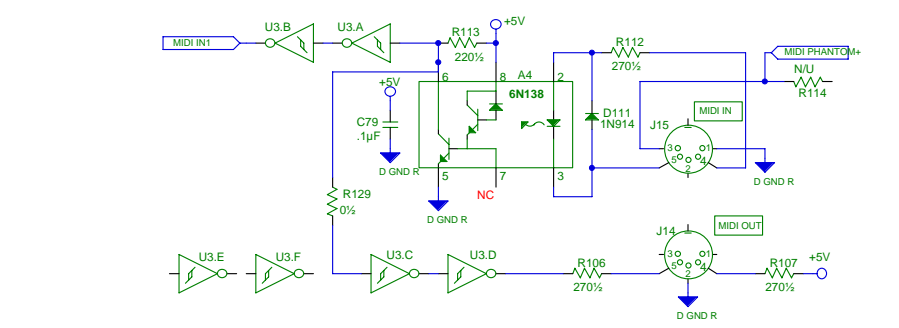 U3.B
U3.A
MIDI IN1
R113
220½
+5V
R112
270½
MIDI PHANTOM+
N/U
R114
+5V
6
8
A4
2
6N138
C79
.1µF
D GND R
D111
1N914
MIDI IN
J15
3
1
5
4
2
D GND R
5
7
3
NC
D GND R
R129
0½
U3.E
U3.F
U3.C
U3.D
R106
270½
J14
MIDI OUT
3
1
5
4
2
D GND R
R107
270½
+5V